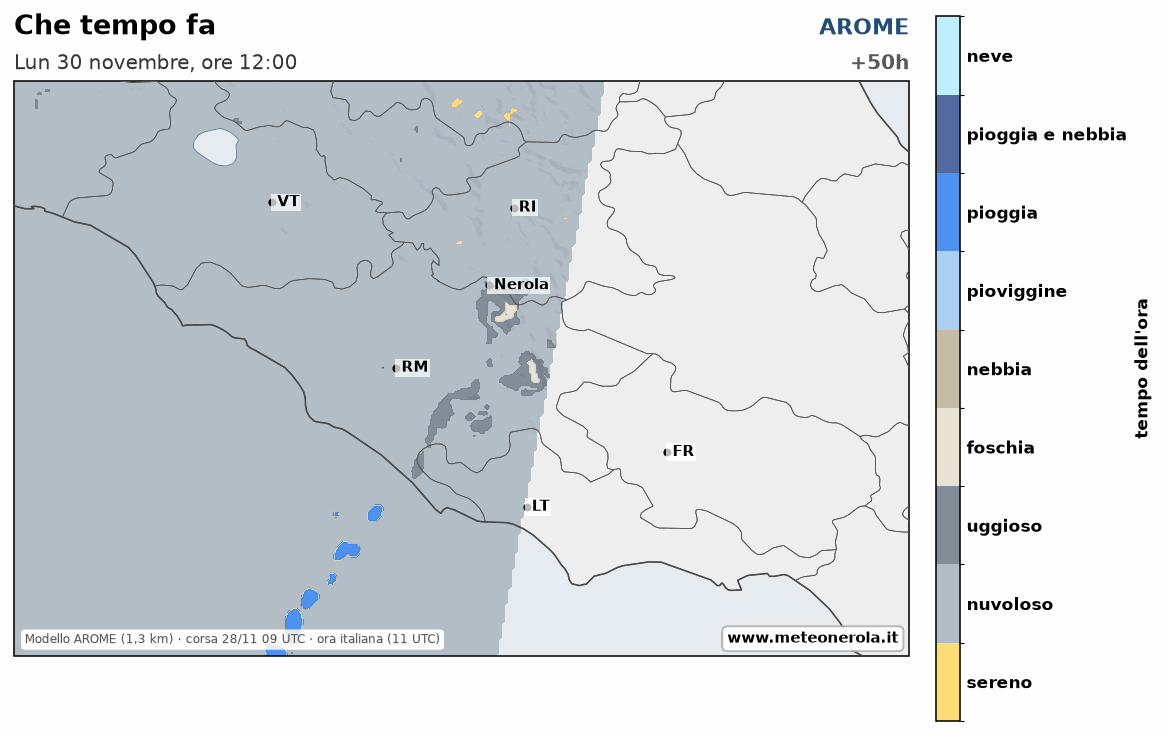 Che tempo fa
AROME
Lun 30 novembre, ore 12:00
+50h
neve
pioggia e nebbia
pioggia
pioviggine
nebbia
foschia
uggioso
nuvoloso
sereno
tempo dell'ora
VT
RI
Nerola
RM
FR
LT
Modello AROME (1,3 km) · corsa 28/11 09 UTC · ora italiana (11 UTC)
www.meteonerola.it